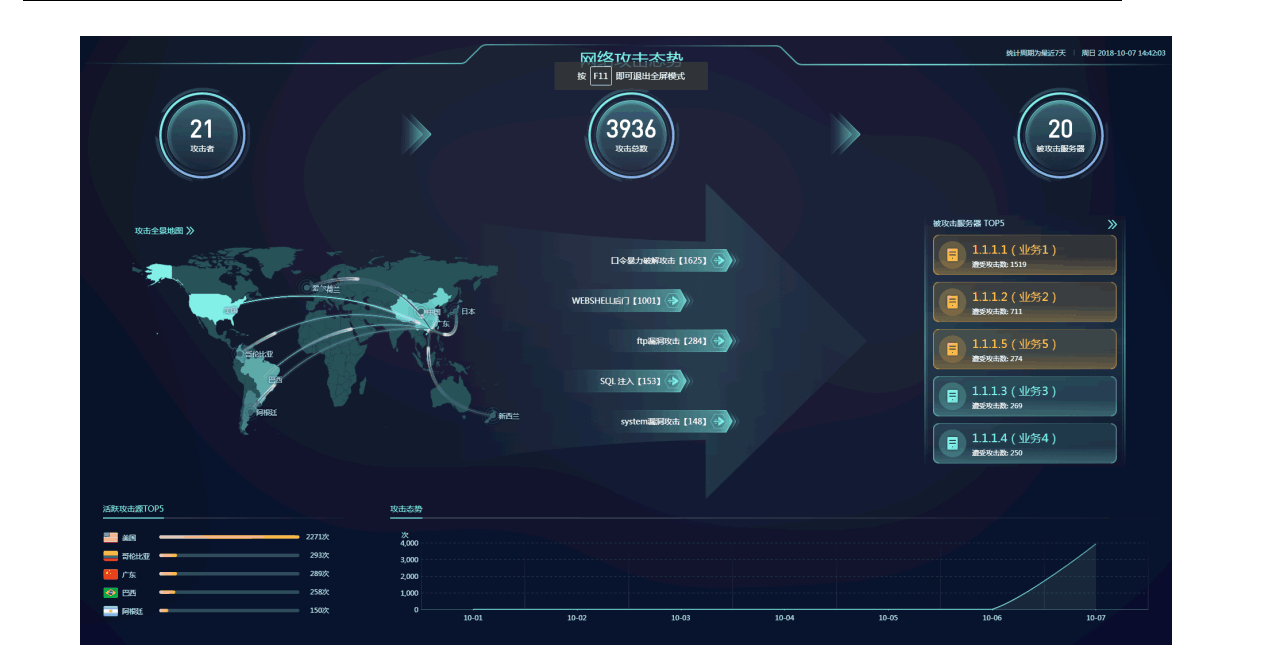 网络攻击态势
统计周期为最近7天 | 周日 2018-10-07 14:42:03
按 F11 即可退出全屏模式
21
攻击者
3936
攻击总数
20
被攻击服务器
攻击全景地图
荷兰
美国
中国
日本
广东
哥伦比亚
巴西
阿根廷
新西兰
口令暴力破解攻击【1625】
WEBSHELL后门【1001】
ftp漏洞攻击【284】
SQL 注入【153】
system漏洞攻击【148】
被攻击服务器 TOP5
1.1.1.1 ( 业务1 )
遭受攻击数: 1519
1.1.1.2 ( 业务2 )
遭受攻击数: 711
1.1.1.5 ( 业务5 )
遭受攻击数: 274
1.1.1.3 ( 业务3 )
遭受攻击数: 269
1.1.1.4 ( 业务4 )
遭受攻击数: 250
活跃攻击源TOP5
美国 2271次
哥伦比亚 293次
广东 289次
巴西 258次
阿根廷 150次
攻击态势
次
4,000
3,000
2,000
1,000
0
10-01 10-02 10-03 10-04 10-05 10-06 10-07